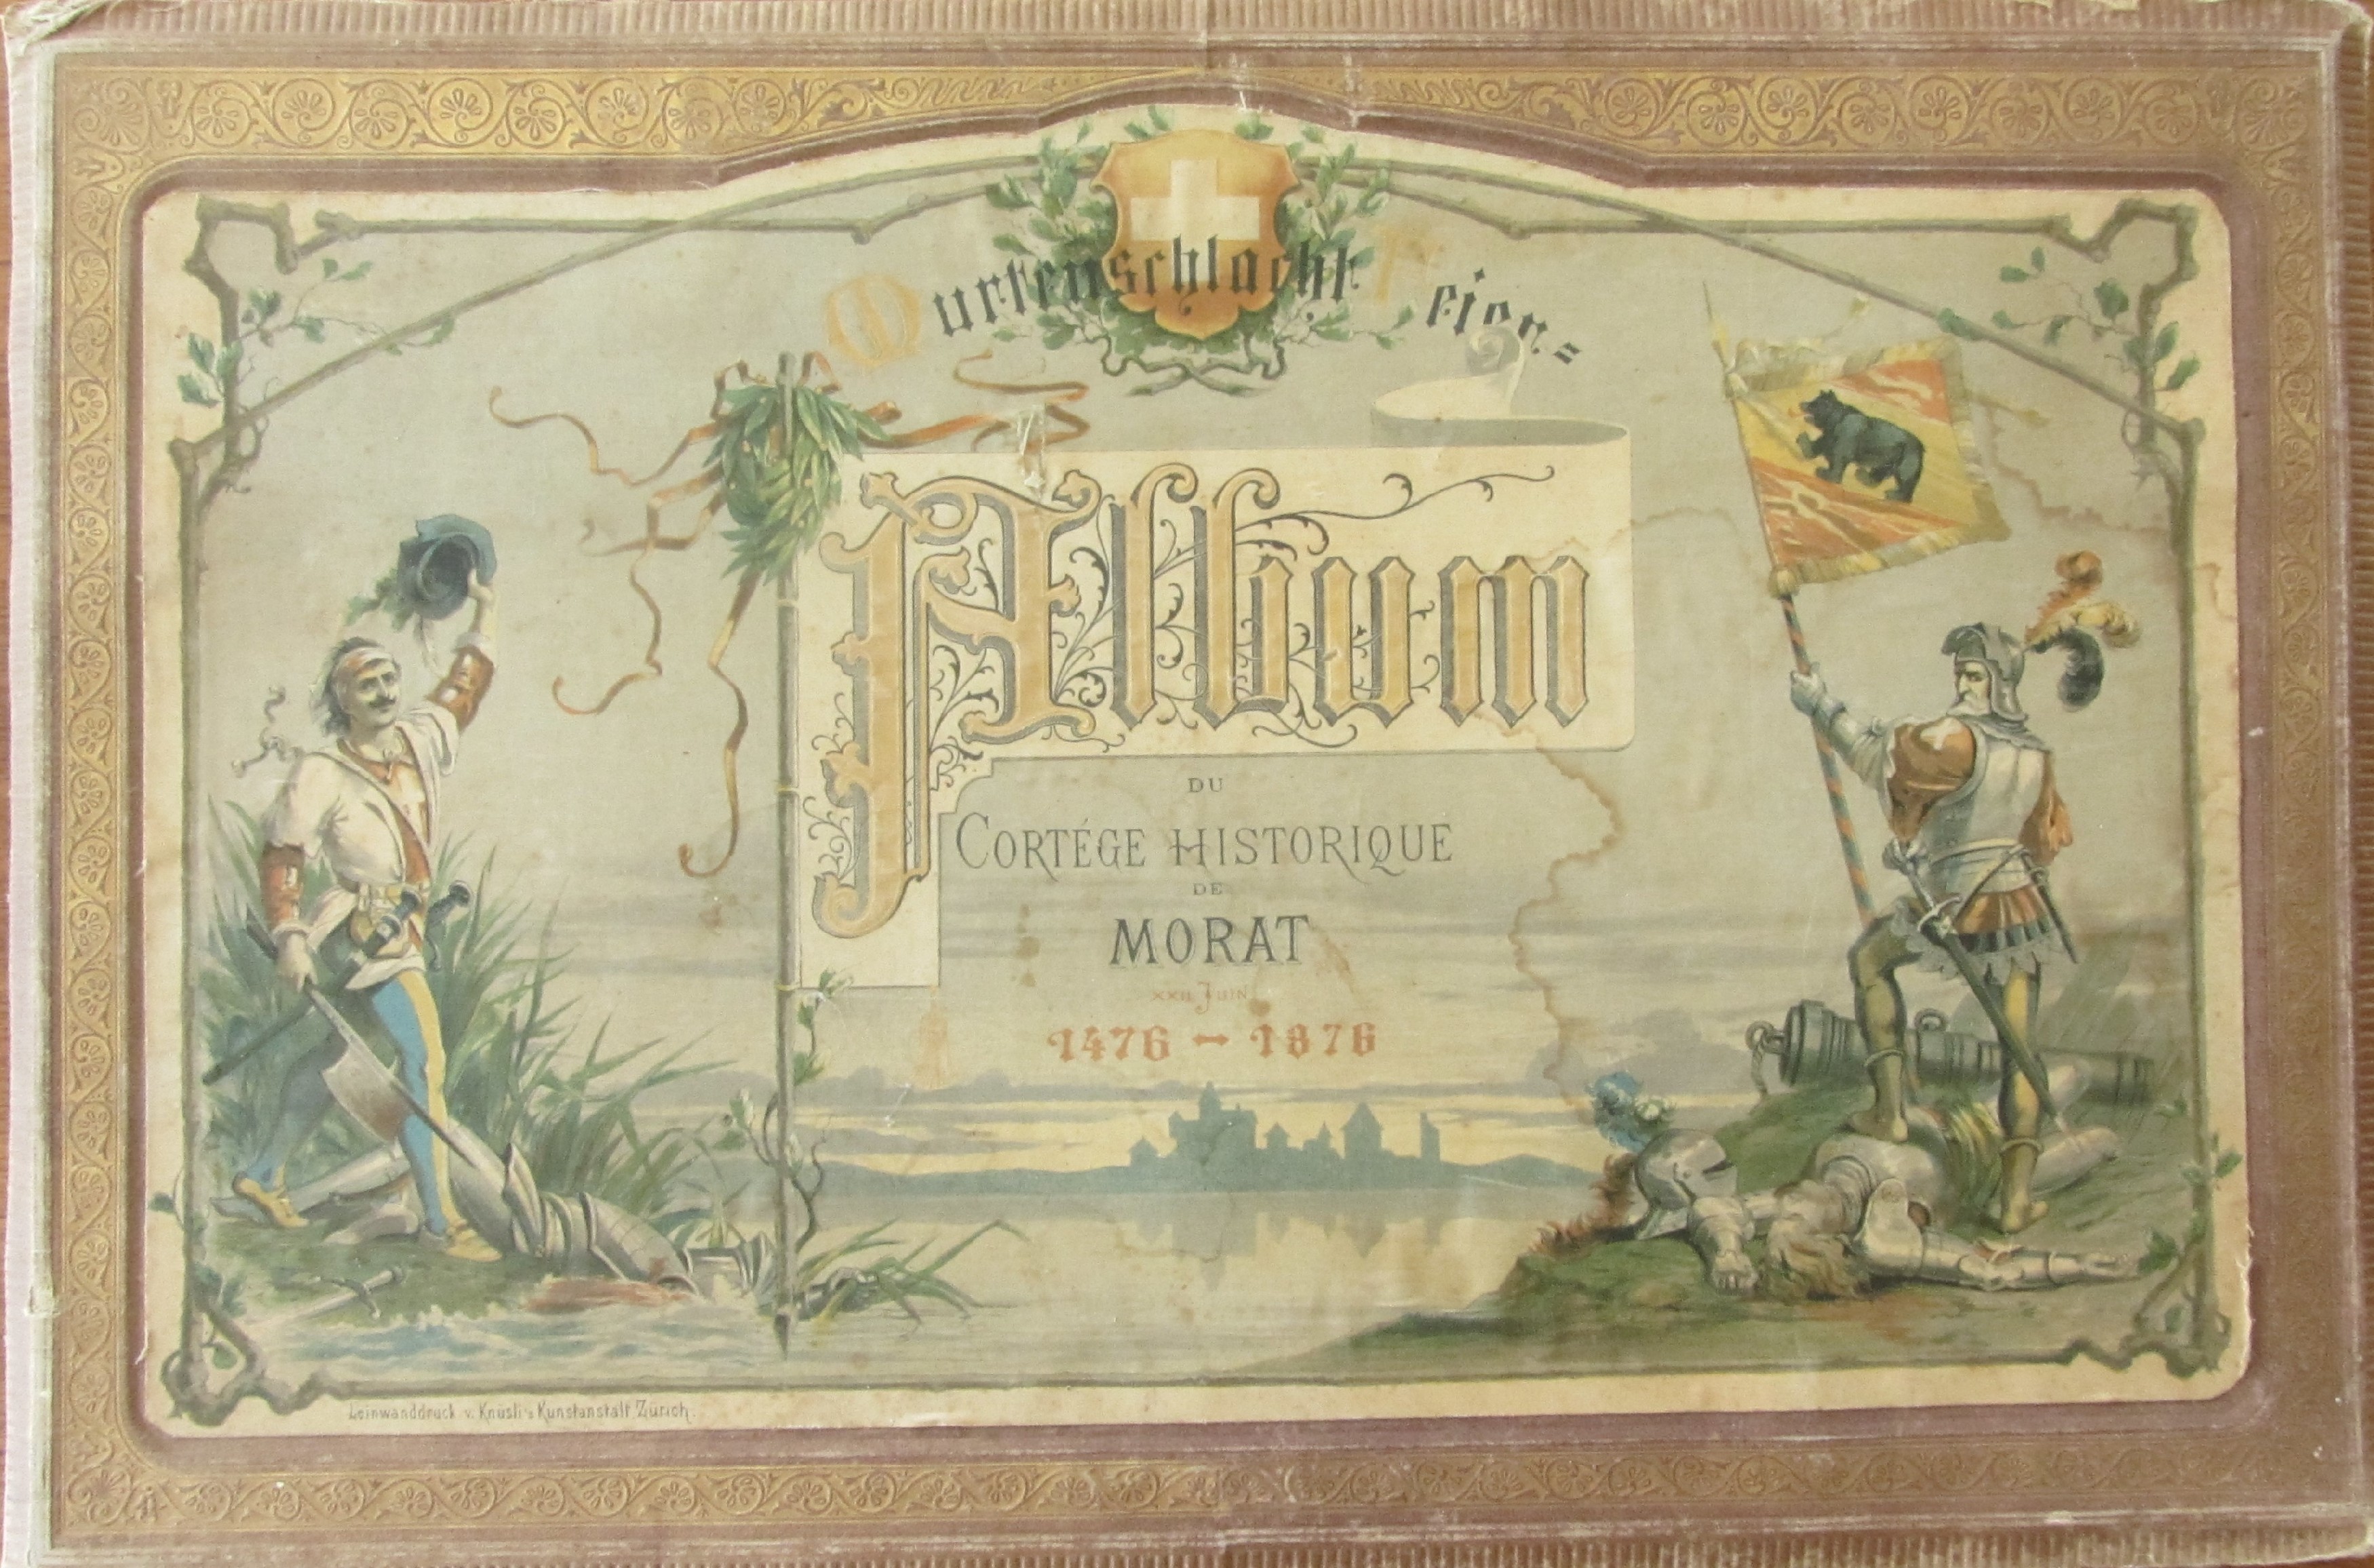 Murtenschlacht Feier=
Album
DU
CORTÉGE HISTORIQUE
DE
MORAT
XXII JUIN
1476 - 1876
Leinwanddruck v. Knüsli's Kunstanstalt Zürich.